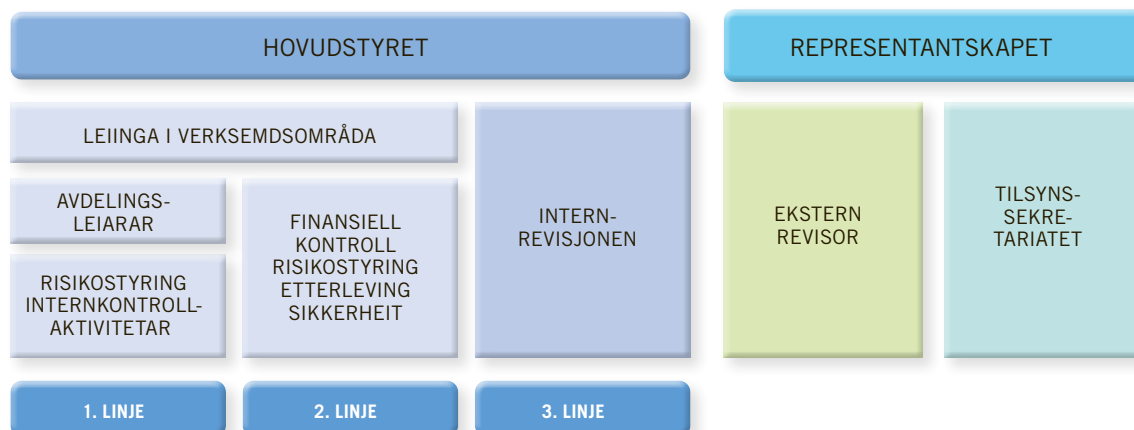 HOVUDSTYRET
REPRESENTANTSKAPET
LEIINGA I VERKSEMDSOMRÅDA
AVDELINGS-
LEIARAR
RISIKOSTYRING
INTERNKONTROLL-
AKTIVITETAR
FINANSIELL
KONTROLL
RISIKOSTYRING
ETTERLEVING
SIKKERHEIT
INTERN-
REVISJONEN
EKSTERN
REVISOR
TILSYNS-
SEKRE-
TARIATET
1. LINJE
2. LINJE
3. LINJE